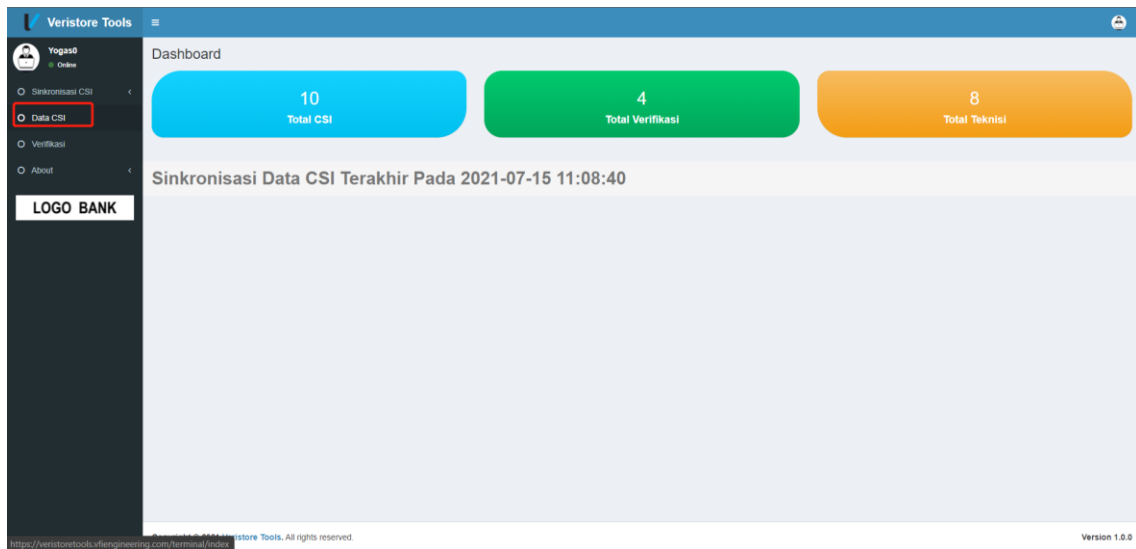 Veristore Tools
Yogas0
Online
Sinkronisasi CSI
Data CSI
Verifikasi
About
LOGO BANK
Dashboard
10
Total CSI
4
Total Verifikasi
8
Total Teknisi
Sinkronisasi Data CSI Terakhir Pada 2021-07-15 11:08:40
Tools. All rights reserved.
Version 1.0.0
https://veristoretools.vfiengineering.com/terminal/index